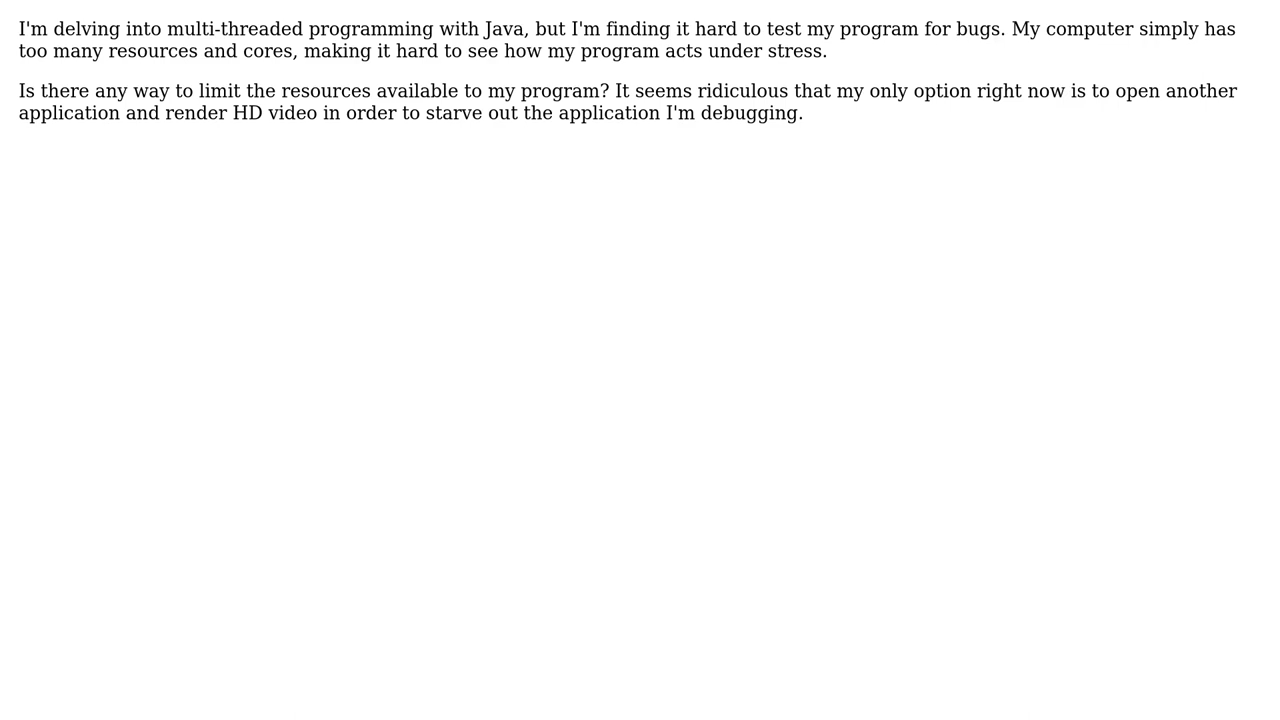 I'm delving into multi-threaded programming with Java, but I'm finding it hard to test my program for bugs. My computer simply has
too many resources and cores, making it hard to see how my program acts under stress.
Is there any way to limit the resources available to my program? It seems ridiculous that my only option right now is to open another
application and render HD video in order to starve out the application I'm debugging.